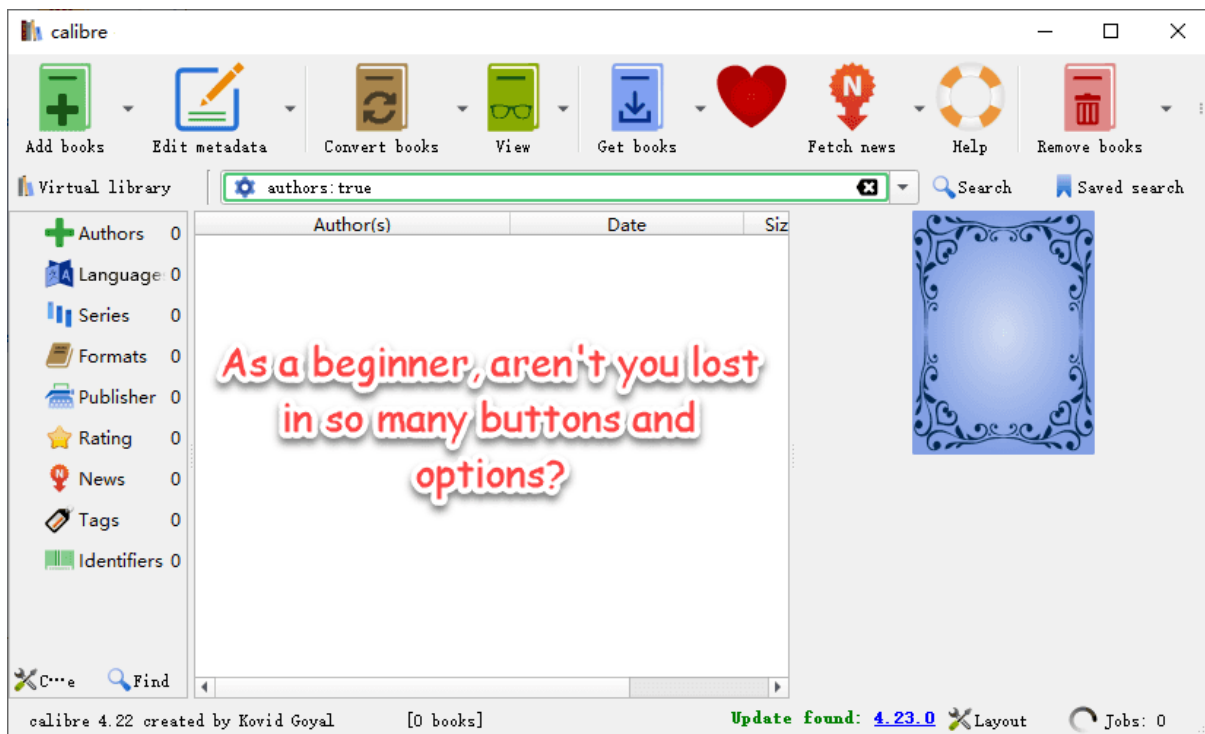 calibre
Add books
Edit metadata
Convert books
View
Get books
Fetch news
Help
Remove books
Virtual library
authors:true
Search
Saved search
Author(s) Date Siz
Authors 0
Language 0
Series 0
Formats 0
Publisher 0
Rating 0
News 0
Tags 0
Identifiers 0
As a beginner, aren't you lost
in so many buttons and
options?
C···e
Find
calibre 4.22 created by Kovid Goyal [0 books] Update found: 4.23.0 Layout Jobs: 0